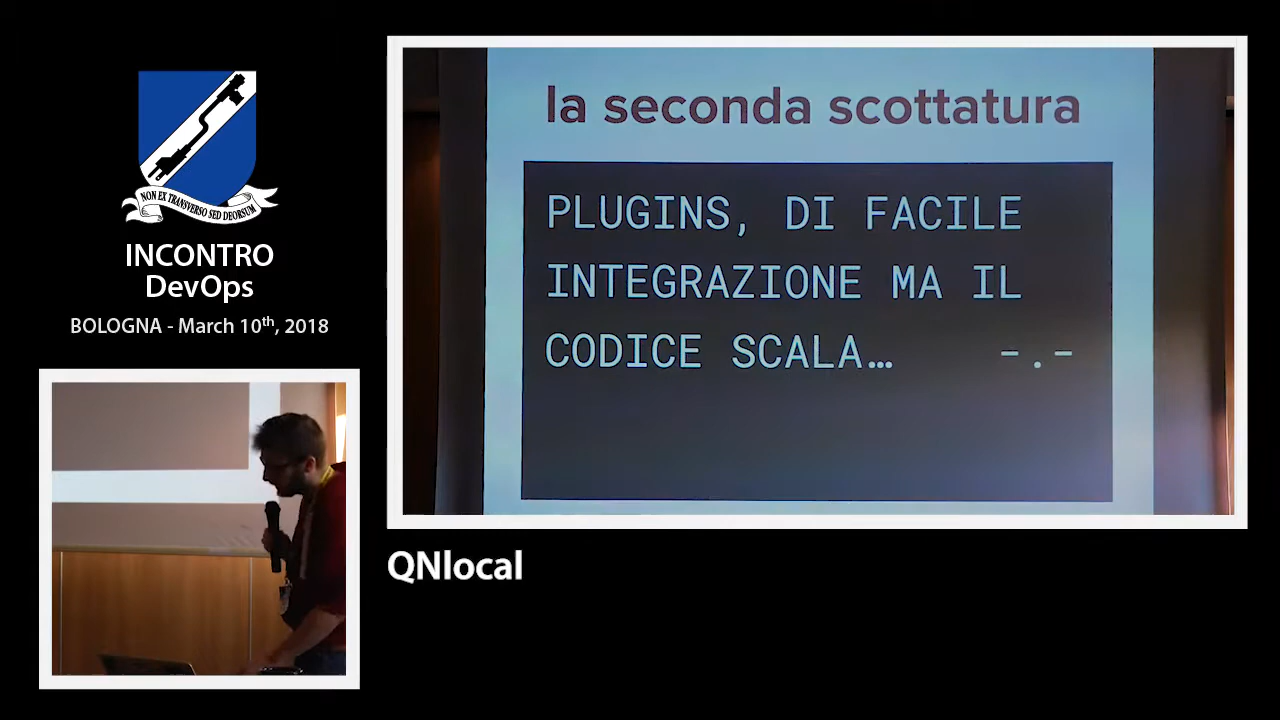 NON EX TRANSVERSO SED DEORSUM
INCONTRO
DevOps
BOLOGNA - March 10th, 2018
la seconda scottatura
PLUGINS, DI FACILE
INTEGRAZIONE MA IL
CODICE SCALA… -.-
QNlocal